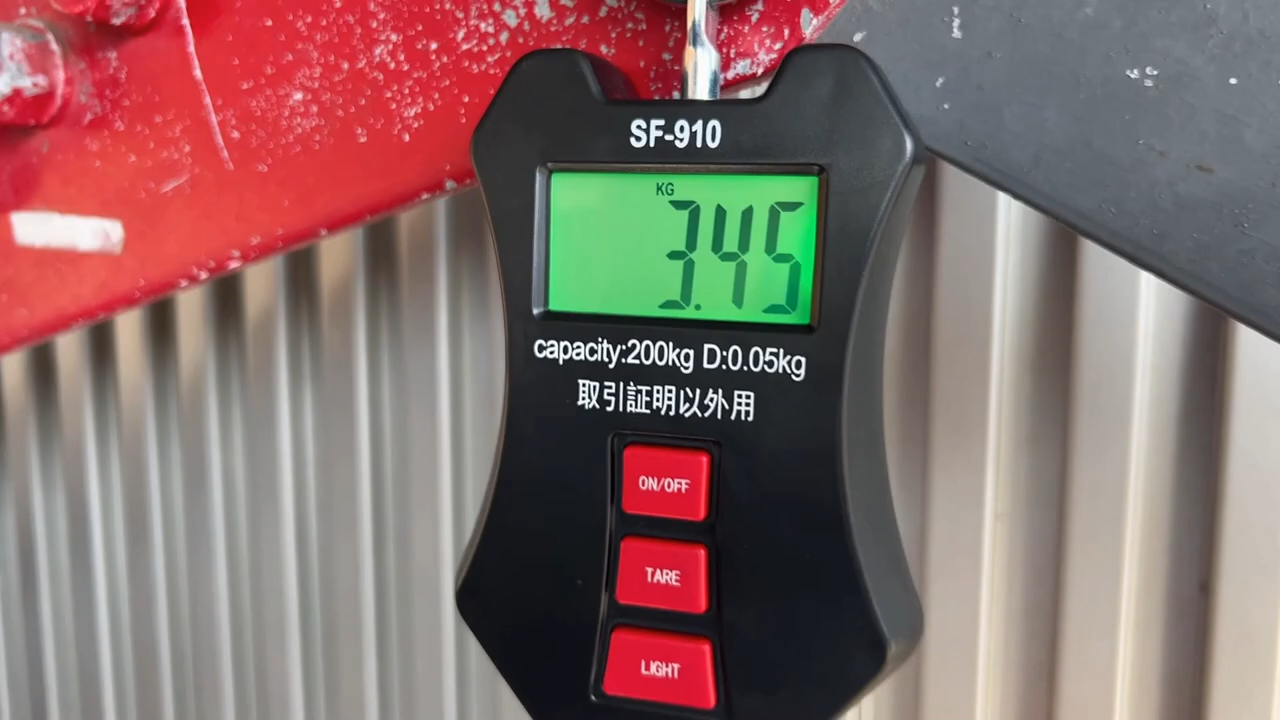 SF-910
KG
3.45
capacity:200kg D:0.05kg
取引証明以外用
ON/OFF
TARE
LIGHT